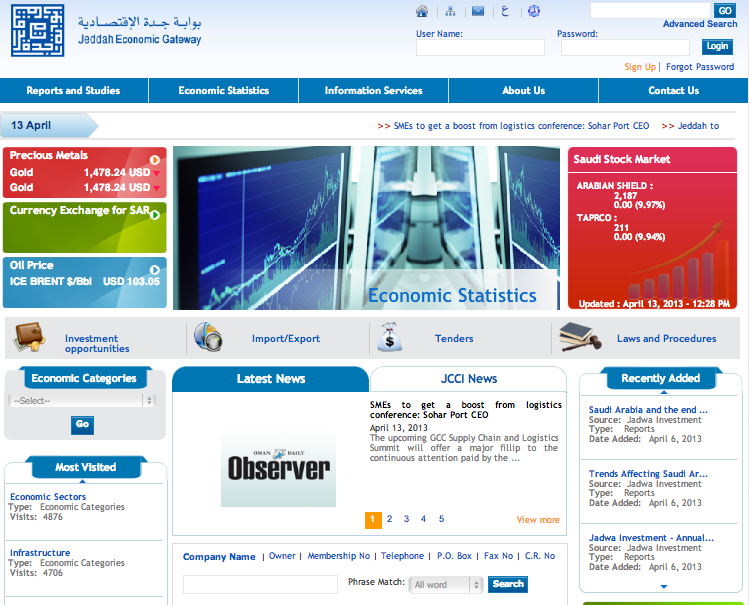 بوابة جدة الإقتصادية
Jeddah Economic Gateway
ع
GO
Advanced Search
User Name:
Password:
Login
Sign Up | Forgot Password
Reports and Studies
Economic Statistics
Information Services
About Us
Contact Us
13 April
>> SMEs to get a boost from logistics conference: Sohar Port CEO >> Jeddah to
Precious Metals
Gold 1,478.24 USD
Gold 1,478.24 USD
Currency Exchange for SAR
Oil Price
ICE BRENT $/Bbl USD 103.05
Economic Statistics
Saudi Stock Market
ARABIAN SHIELD :
2,187
0.00 (9.97%)
TAPRCO :
211
0.00 (9.94%)
Updated : April 13, 2013 - 12:28 PM
Investment
opportunities
Import/Export
$
Tenders
Laws and Procedures
Economic Categories
--Select--
Go
Most Visited
Economic Sectors
Type: Economic Categories
Visits: 4876
Infrastructure
Type: Economic Categories
Visits: 4706
Latest News
JCCI News
OMAN DAILY
Observer
SMEs to get a boost from logistics
conference: Sohar Port CEO
April 13, 2013
The upcoming GCC Supply Chain and Logistics
Summit will offer a major fillip to the
continuous attention paid by the ...
1 2 3 4 5
View more
Company Name | Owner | Membership No | Telephone | P.O. Box | Fax No | C.R. No
Phrase Match: All word
Search
Recently Added
Saudi Arabia and the end ...
Source: Jadwa Investment
Type: Reports
Date Added: April 6, 2013
Trends Affecting Saudi Ar...
Source: Jadwa Investment
Type: Reports
Date Added: April 6, 2013
Jadwa Investment - Annual...
Source: Jadwa Investment
Type: Reports
Date Added: April 6, 2013